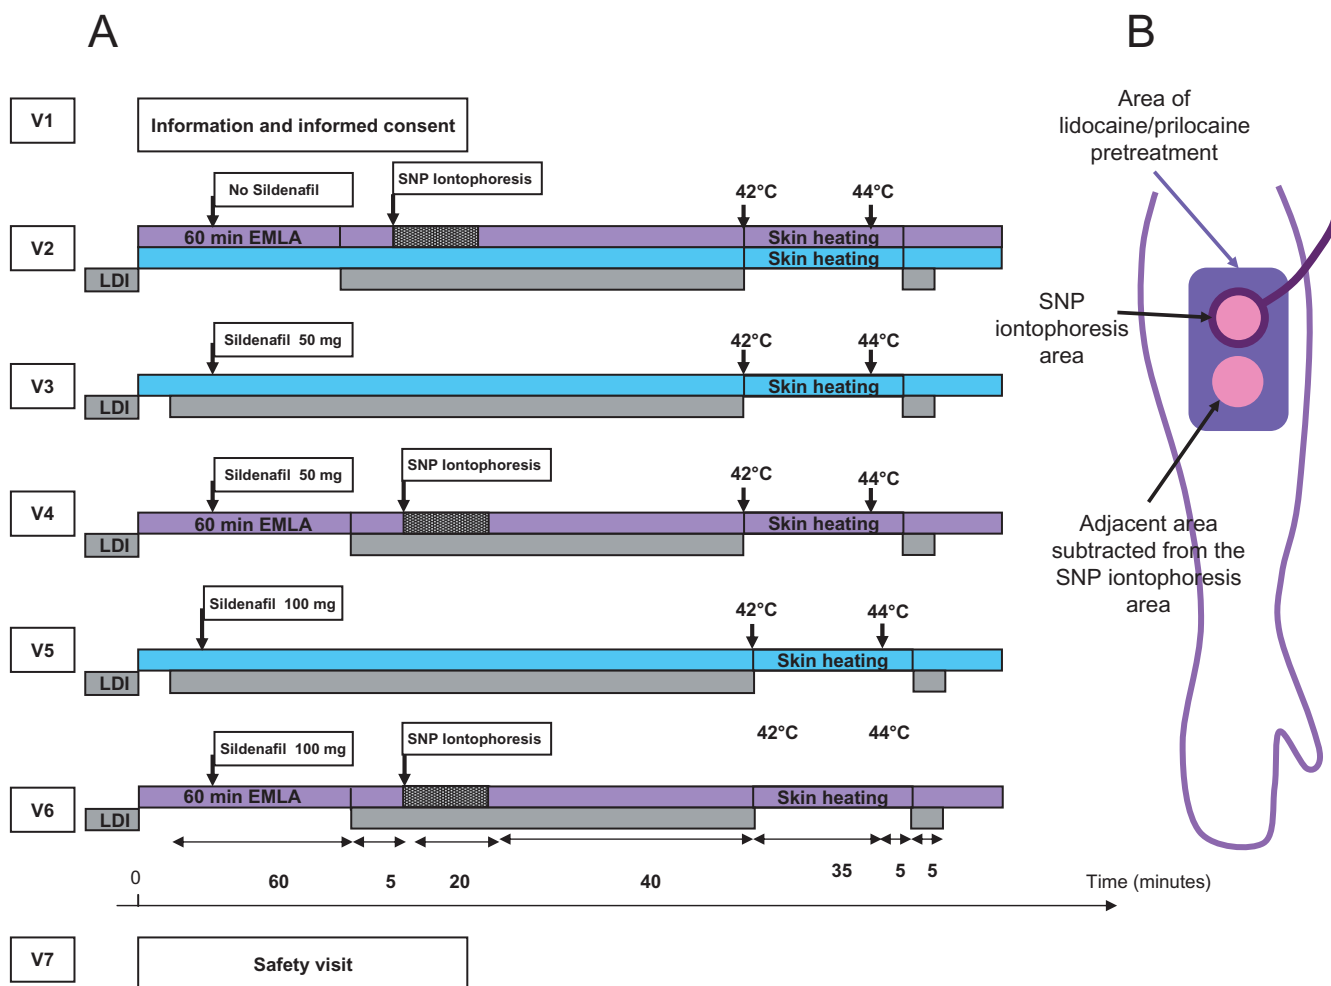 A
B
V1
Information and informed consent
Area of
lidocaine/prilocaine
pretreatment
No Sildenafil
SNP Iontophoresis
42°C
44°C
V2
60 min EMLA
Skin heating
Skin heating
LDI
SNP
iontophoresis
area
Sildenafil 50 mg
42°C
44°C
V3
Skin heating
LDI
Sildenafil 50 mg
SNP Iontophoresis
42°C
44°C
V4
60 min EMLA
Skin heating
LDI
Adjacent area
subtracted from the
SNP iontophoresis
area
Sildenafil 100 mg
42°C
44°C
V5
Skin heating
LDI
Sildenafil 100 mg
SNP Iontophoresis
42°C
44°C
V6
60 min EMLA
Skin heating
LDI
0
60
5
20
40
35
5
5
Time (minutes)
V7
Safety visit